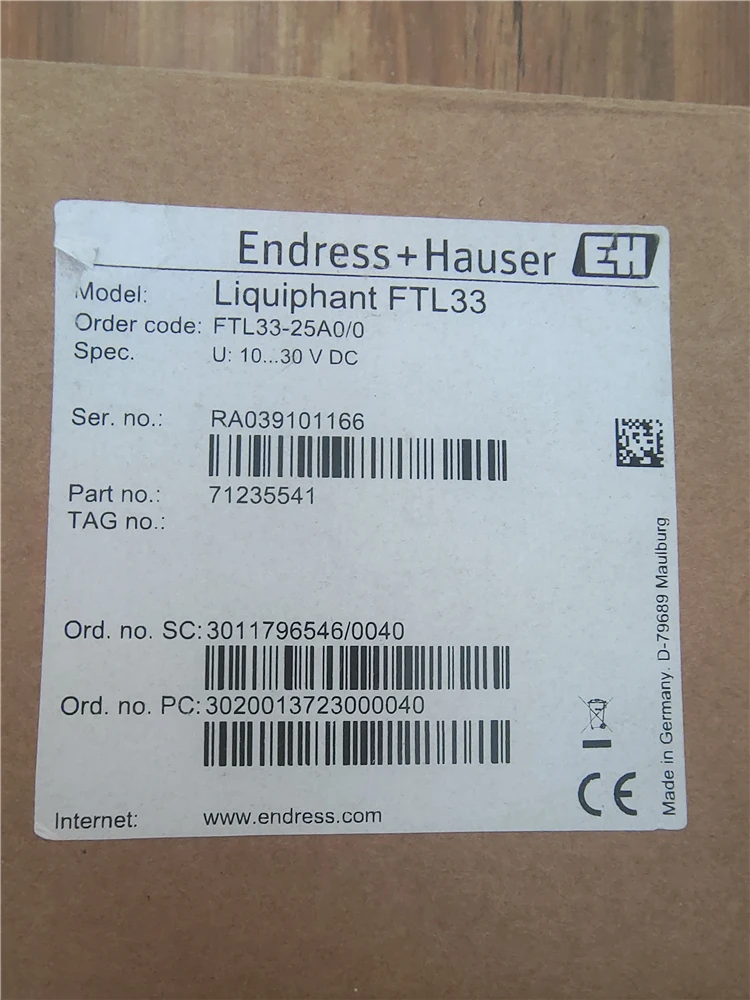 Endress+Hauser EH
Model: Liquiphant FTL33
Order code: FTL33-25A0/0
Spec. U: 10...30 V DC
Ser. no.: RA039101166
Part no.: 71235541
TAG no.:
Ord. no. SC: 3011796546/0040
Ord. no. PC: 3020013723000040
CE
Internet: www.endress.com
Made in Germany. D-79689 Maulburg